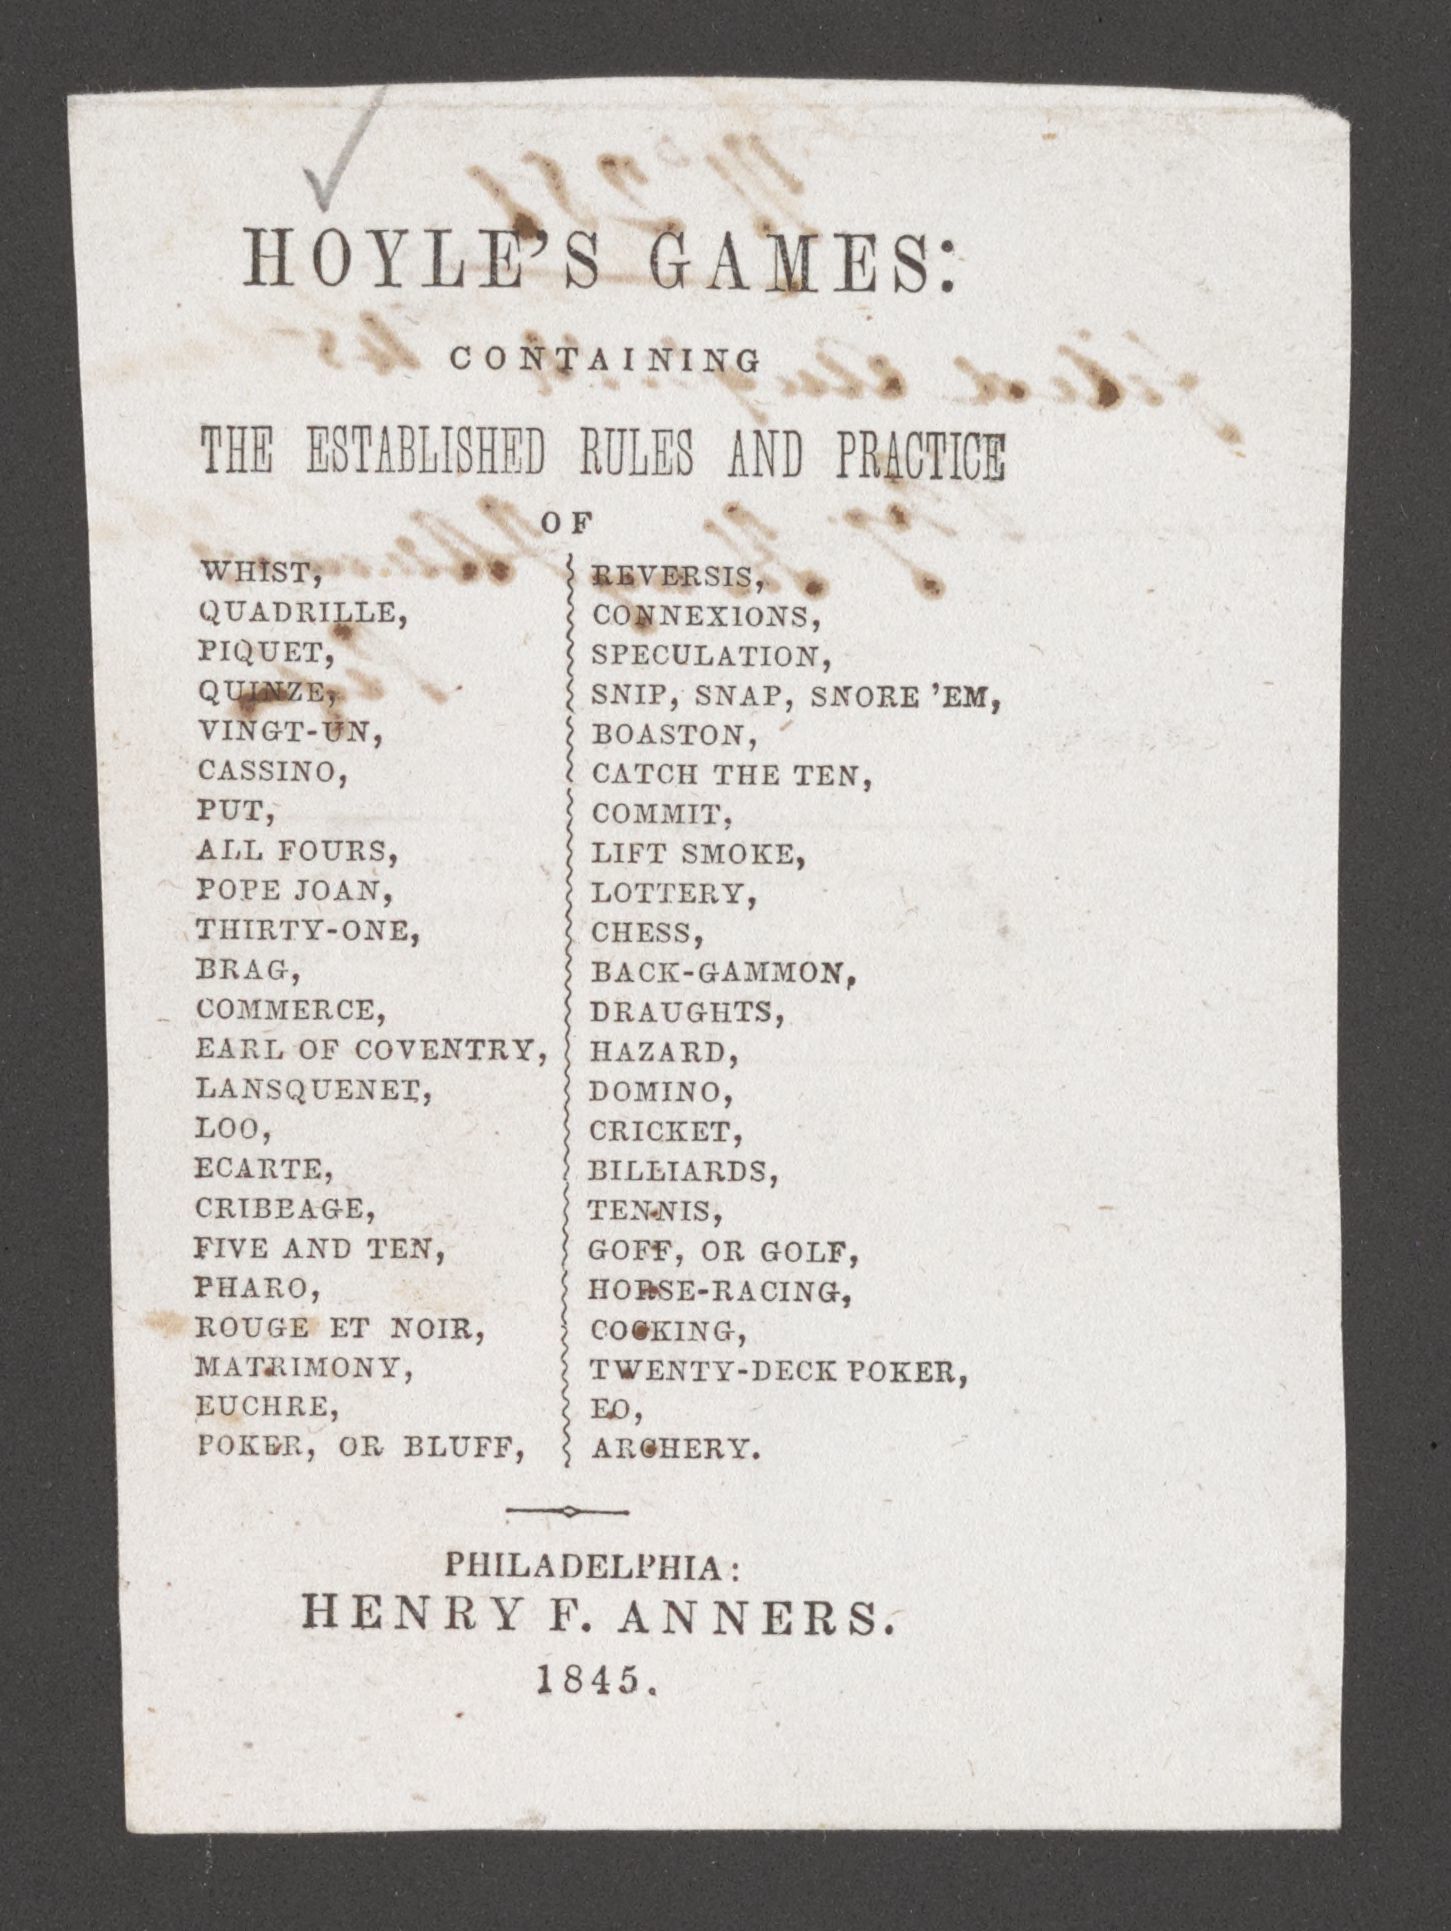 HOYLE'S GAMES:
CONTAINING
THE ESTABLISHED RULES AND PRACTICE
OF
WHIST,
QUADRILLE,
PIQUET,
QUINZE,
VINGT-UN,
CASSINO,
PUT,
ALL FOURS,
POPE JOAN,
THIRTY-ONE,
BRAG,
COMMERCE,
EARL OF COVENTRY,
LANSQUENET,
LOO,
ECARTE,
CRIBBAGE,
FIVE AND TEN,
PHARO,
ROUGE ET NOIR,
MATRIMONY,
EUCHRE,
POKER, OR BLUFF,
REVERSIS,
CONNEX1ONS,
SPECULATION,
SNIP, SNAP, SNORE 'EM,
BOASTON,
CATCH THE TEN,
COMMIT,
LIFT SMOKE,
LOTTERY,
CHESS,
BACK-GAMMON,
DRAUGHTS,
HAZARD,
DOMINO,
CRICKET,
BILLIARDS,
TENNIS,
GOFF, OR GOLF,
HORSE-RACING,
COCKING,
TWENTY-DECK POKER,
EO,
ARCHERY.
PHILADELPHIA:
HENRY F. ANNERS.
1845.